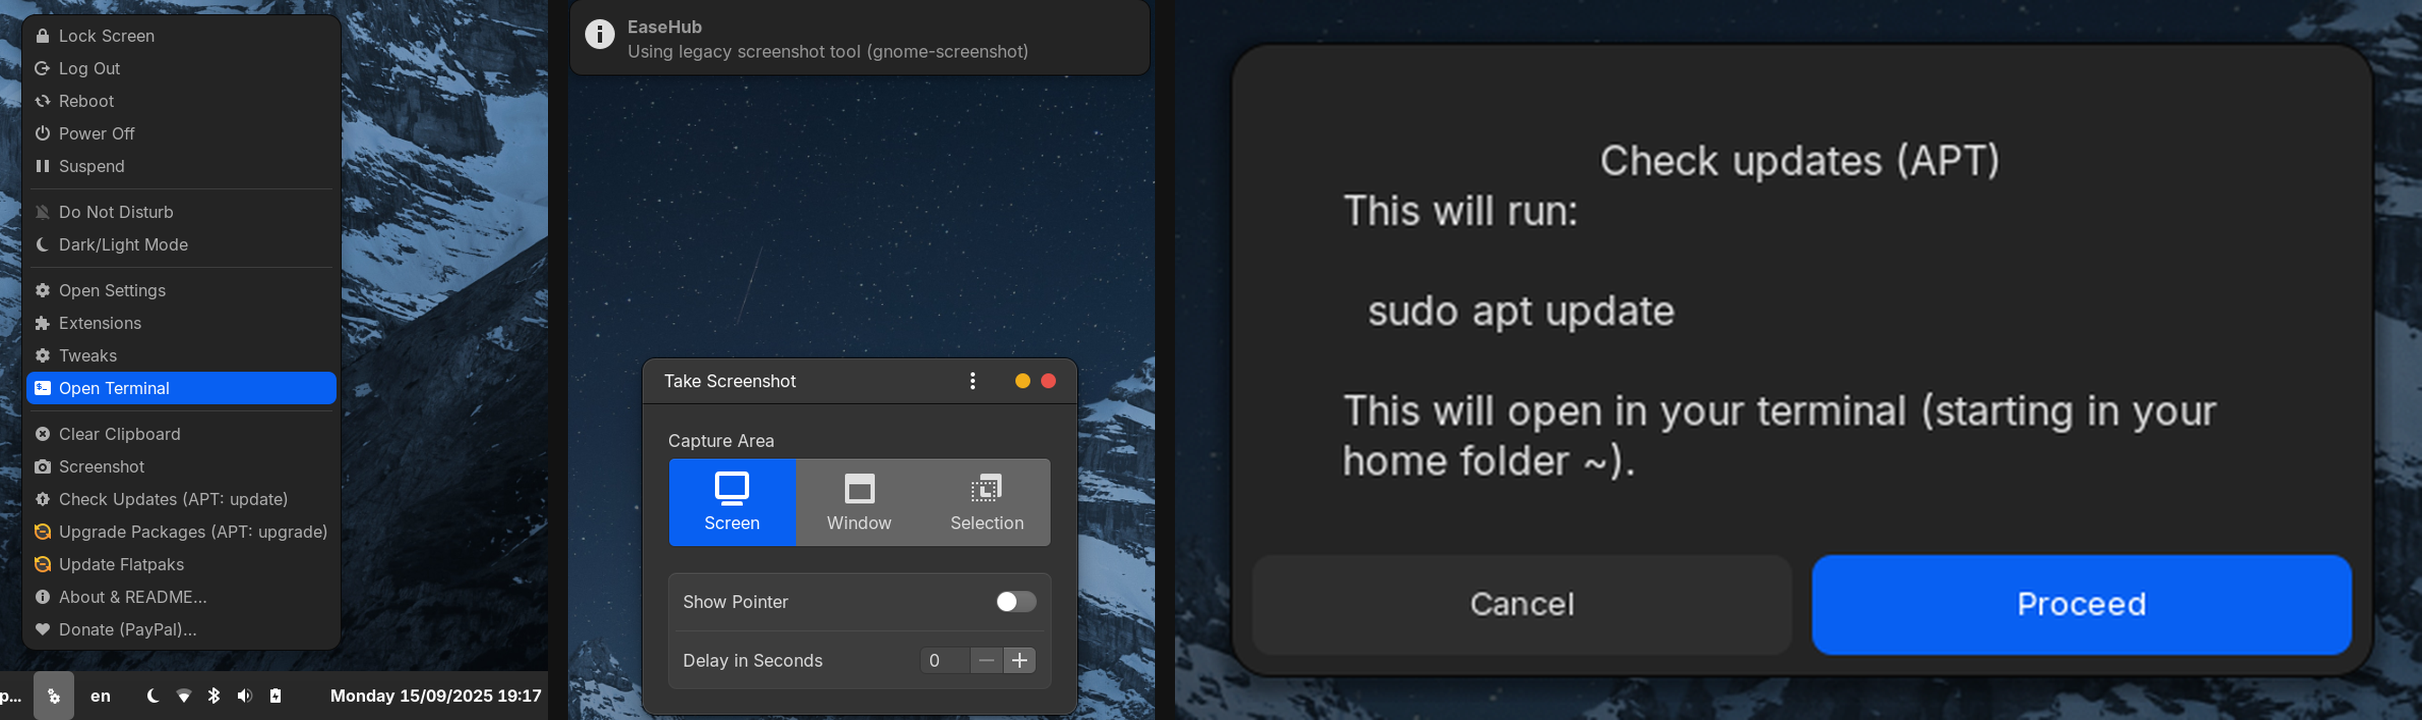 Lock Screen
Log Out
Reboot
Power Off
Suspend
Do Not Disturb
Dark/Light Mode
Open Settings
Extensions
Tweaks
Open Terminal
Clear Clipboard
Screenshot
Check Updates (APT: update)
Upgrade Packages (APT: upgrade)
Update Flatpaks
About & README...
Donate (PayPal)...
p... en Monday 15/09/2025 19:17
EaseHub
Using legacy screenshot tool (gnome-screenshot)
Take Screenshot
Capture Area
Screen Window Selection
Show Pointer
Delay in Seconds 0
Check updates (APT)
This will run:
sudo apt update
This will open in your terminal (starting in your
home folder ~).
Cancel Proceed